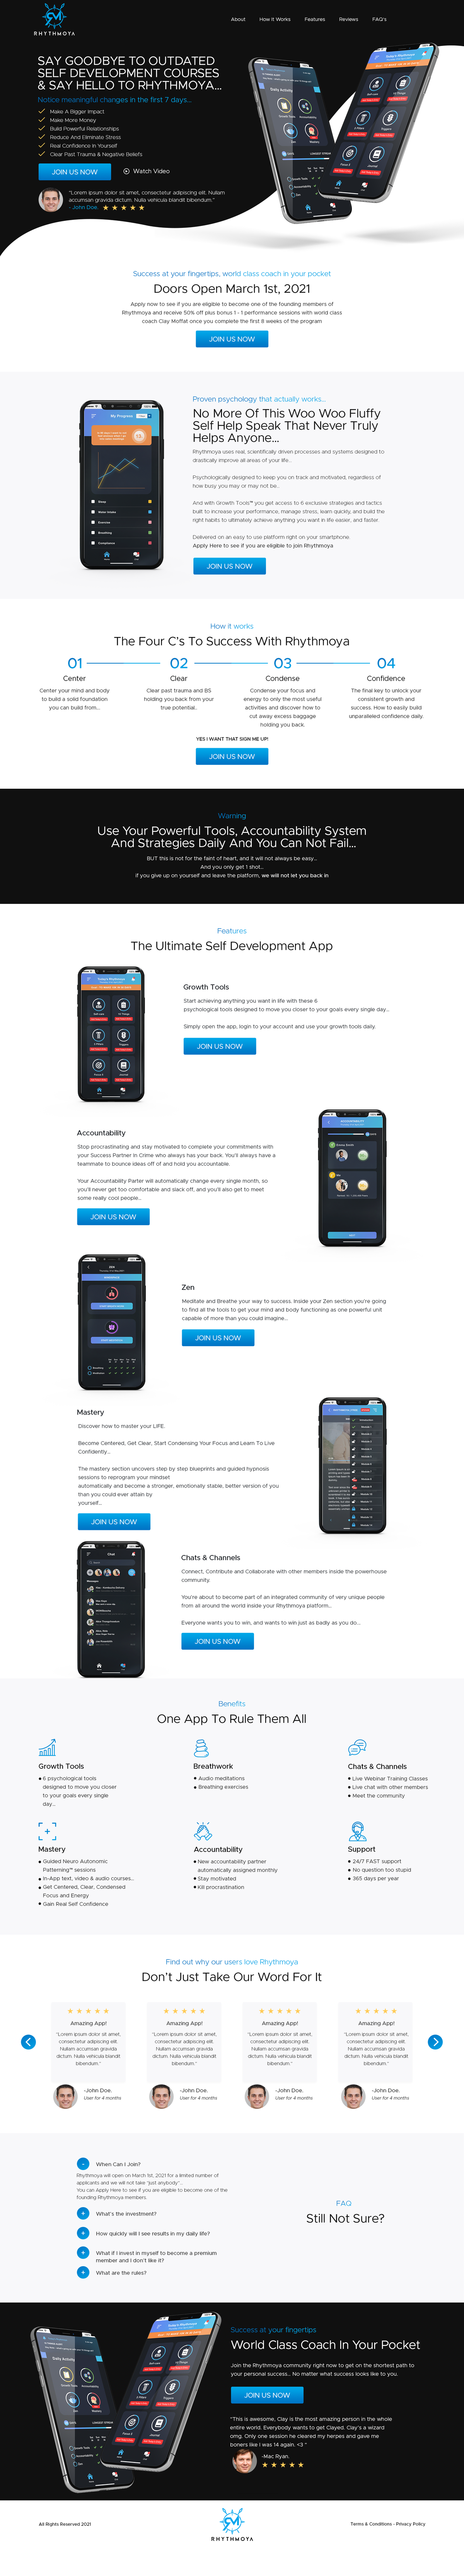 RHYTHMOYA
About How It Works Features Reviews FAQ's
SAY GOODBYE TO OUTDATED
SELF DEVELOPMENT COURSES
& SAY HELLO TO RHYTHMOYA...
Notice meaningful changes in the first 7 days...
Make A Bigger Impact
Make More Money
Build Powerful Relationships
Reduce And Eliminate Stress
Real Confidence In Yourself
Clear Past Trauma & Negative Beliefs
JOIN US NOW
Watch Video
"Lorem ipsum dolor sit amet, consectetur adipiscing elit. Nullam
accumsan gravida dictum. Nulla vehicula blandit bibendum."
- John Doe.
Success at your fingertips, world class coach in your pocket
Doors Open March 1st, 2021
Apply now to see if you are eligible to become one of the founding members of
Rhythmoya and receive 50% off plus bonus 1 - 1 performance sessions with world class
coach Clay Moffat once you complete the first 8 weeks of the program
JOIN US NOW
My Progress
Sleep
Water Intake
Exercise
Breathing
Compliance
Proven psychology that actually works...
No More Of This Woo Woo Fluffy
Self Help Speak That Never Truly
Helps Anyone...
Rhythmoya uses real, scientifically driven processes and systems designed to
drastically improve all areas of your life...
Psychologically designed to keep you on track and motivated, regardless of
how busy you may or may not be...
And with Growth Tools™ you get access to 6 exclusive strategies and tactics
built to increase your performance, manage stress, learn quickly, and build the
right habits to ultimately achieve anything you want in life easier, and faster
Delivered on an easy to use platform right on your smartphone.
Apply Here to see if you are eligible to join Rhythmoya
JOIN US NOW
How it works
The Four C's To Success With Rhythmoya
01 02 03 04
Center
Center your mind and body
to build a solid foundation
you can build from....
Clear
Clear past trauma and BS
holding you back from your
true potential..
Condense
Condense your focus and
energy to only the most useful
activities and discover how to
cut away excess baggage
holding you back.
Confidence
The final key to unlock your
consistent growth and
success. How to easily build
unparalleled confidence daily.
YES I WANT THAT SIGN ME UP!
JOIN US NOW
Warning
Use Your Powerful Tools, Accountability System
And Strategies Daily And You Can Not Fail...
BUT this is not for the faint of heart, and it will not always be easy...
And you only get 1 shot...
If you give up on yourself and leave the platform, we will not let you back in
Features
The Ultimate Self Development App
Growth Tools
Start achieving anything you want in life with these 6
psychological tools designed to move you closer to your goals every single day...
Simply open the app, login to your account and use your growth tools daily.
JOIN US NOW
Accountability
Stop procrastinating and stay motivated to complete your commitments with
your Success Partner In Crime who always has your back. You'll always have a
teammate to bounce ideas off of and hold you accountable.
Your Accountability Parter will automatically change every single month, so
you'll never get too comfortable and slack off, and you'll also get to meet
some really cool people...
JOIN US NOW
Zen
Meditate and Breathe your way to success. Inside your Zen section you're going
to find all the tools to get your mind and body functioning as one powerful unit
capable of more than you could imagine...
JOIN US NOW
Mastery
Discover how to master your LIFE.
Become Centered, Get Clear, Start Condensing Your Focus and Learn To Live
Confidently...
The mastery section uncovers step by step blueprints and guided hypnosis
sessions to reprogram your mindset
automatically and become a stronger, emotionally stable, better version of you
than you could ever attain by
yourself...
JOIN US NOW
Chat
Chats & Channels
Connect, Contribute and Collaborate with other members inside the powerhouse
community.
You're about to become part of an integrated community of very unique people
from all around the world inside your Rhythmoya platform...
Everyone wants you to win, and wants to win just as badly as you do....
JOIN US NOW
Benefits
One App To Rule Them All
Growth Tools
6 psychological tools
designed to move you closer
to your goals every single
day...
Breathwork
Audio meditations
Breathing exercises
Chats & Channels
Live Webinar Training Classes
Live chat with other members
Meet the community
Mastery
Guided Neuro Autonomic
Patterning™ sessions
In-App text, video & audio courses...
Get Centered, Clear, Condensed
Focus and Energy
Gain Real Self Confidence
Accountability
New accountability partner
automatically assigned monthly
Stay motivated
Kill procrastination
Support
24/7 FAST support
No question too stupid
365 days per year
Find out why our users love Rhythmoya
Don't Just Take Our Word For It
Amazing App!
"Lorem ipsum dolor sit amet,
consectetur adipiscing elit.
Nullam accumsan gravida
dictum. Nulla vehicula blandit
bibendum."
-John Doe.
User for 4 months
Amazing App!
"Lorem ipsum dolor sit amet,
consectetur adipiscing elit.
Nullam accumsan gravida
dictum. Nulla vehicula blandit
bibendum."
-John Doe.
User for 4 months
Amazing App!
"Lorem ipsum dolor sit amet,
consectetur adipiscing elit.
Nullam accumsan gravida
dictum. Nulla vehicula blandit
bibendum."
-John Doe.
User for 4 months
Amazing App!
"Lorem ipsum dolor sit amet,
consectetur adipiscing elit.
Nullam accumsan gravida
dictum. Nulla vehicula blandit
bibendum."
-John Doe.
User for 4 months
When Can I Join?
Rhythmoya will open on March 1st, 2021 for a limited number of
applicants and we will not take "just anybody".
You can Apply Here to see if you are eligible to become one of the
founding Rhythmoya members.
What's the investment?
How quickly will I see results in my daily life?
What if I invest in myself to become a premium
member and I don't like it?
What are the rules?
FAQ
Still Not Sure?
Success at your fingertips
World Class Coach In Your Pocket
Join the Rhythmoya community right now to get on the shortest path to
your personal success... No matter what success looks like to you.
JOIN US NOW
"This is awesome, Clay is the most amazing person in the whole
entire world. Everybody wants to get Clayed. Clay's a wizard
omg. Only one session he cleared my herpes and gave me
boners like I was 14 again. <3 "
-Mac Ryan.
All Rights Reserved 2021
RHYTHMOYA
Terms & Conditions - Privacy Policy